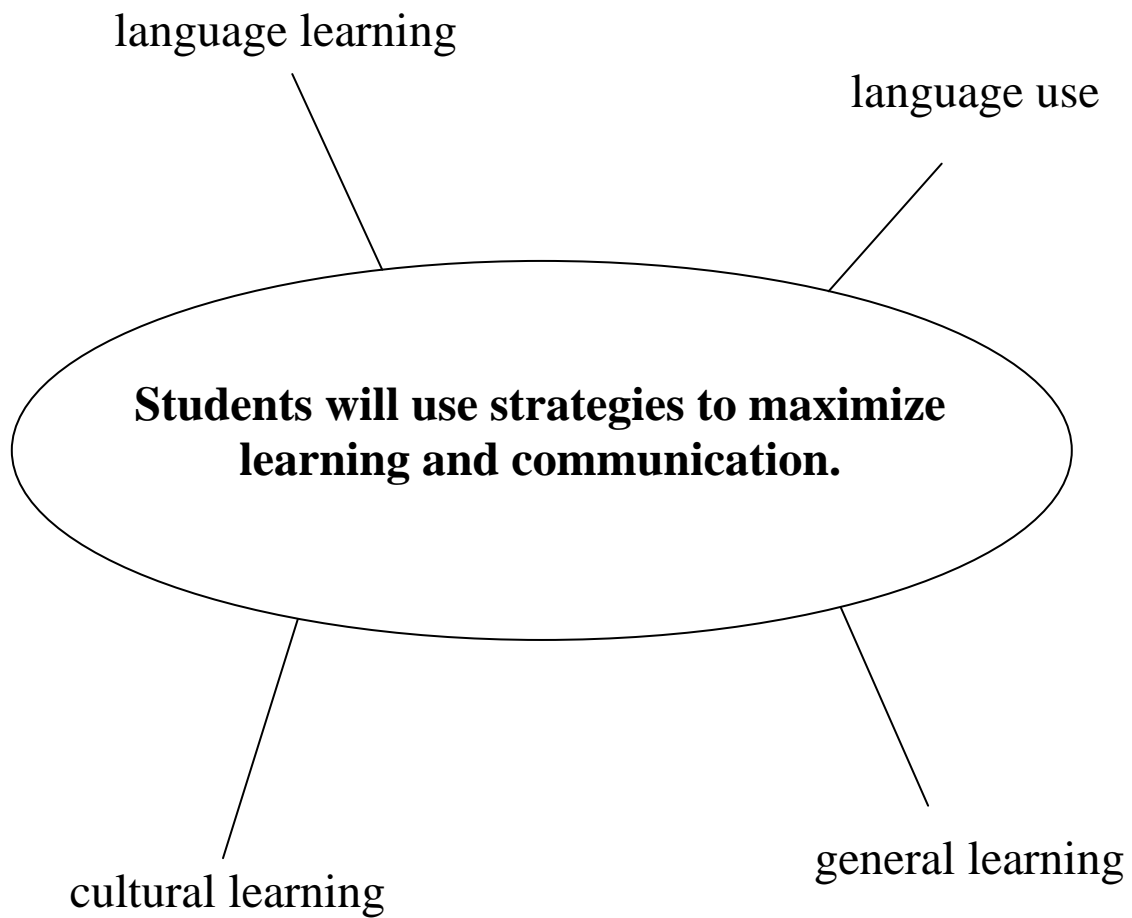 language learning
language use
Students will use strategies to maximize
learning and communication.
general learning
cultural learning